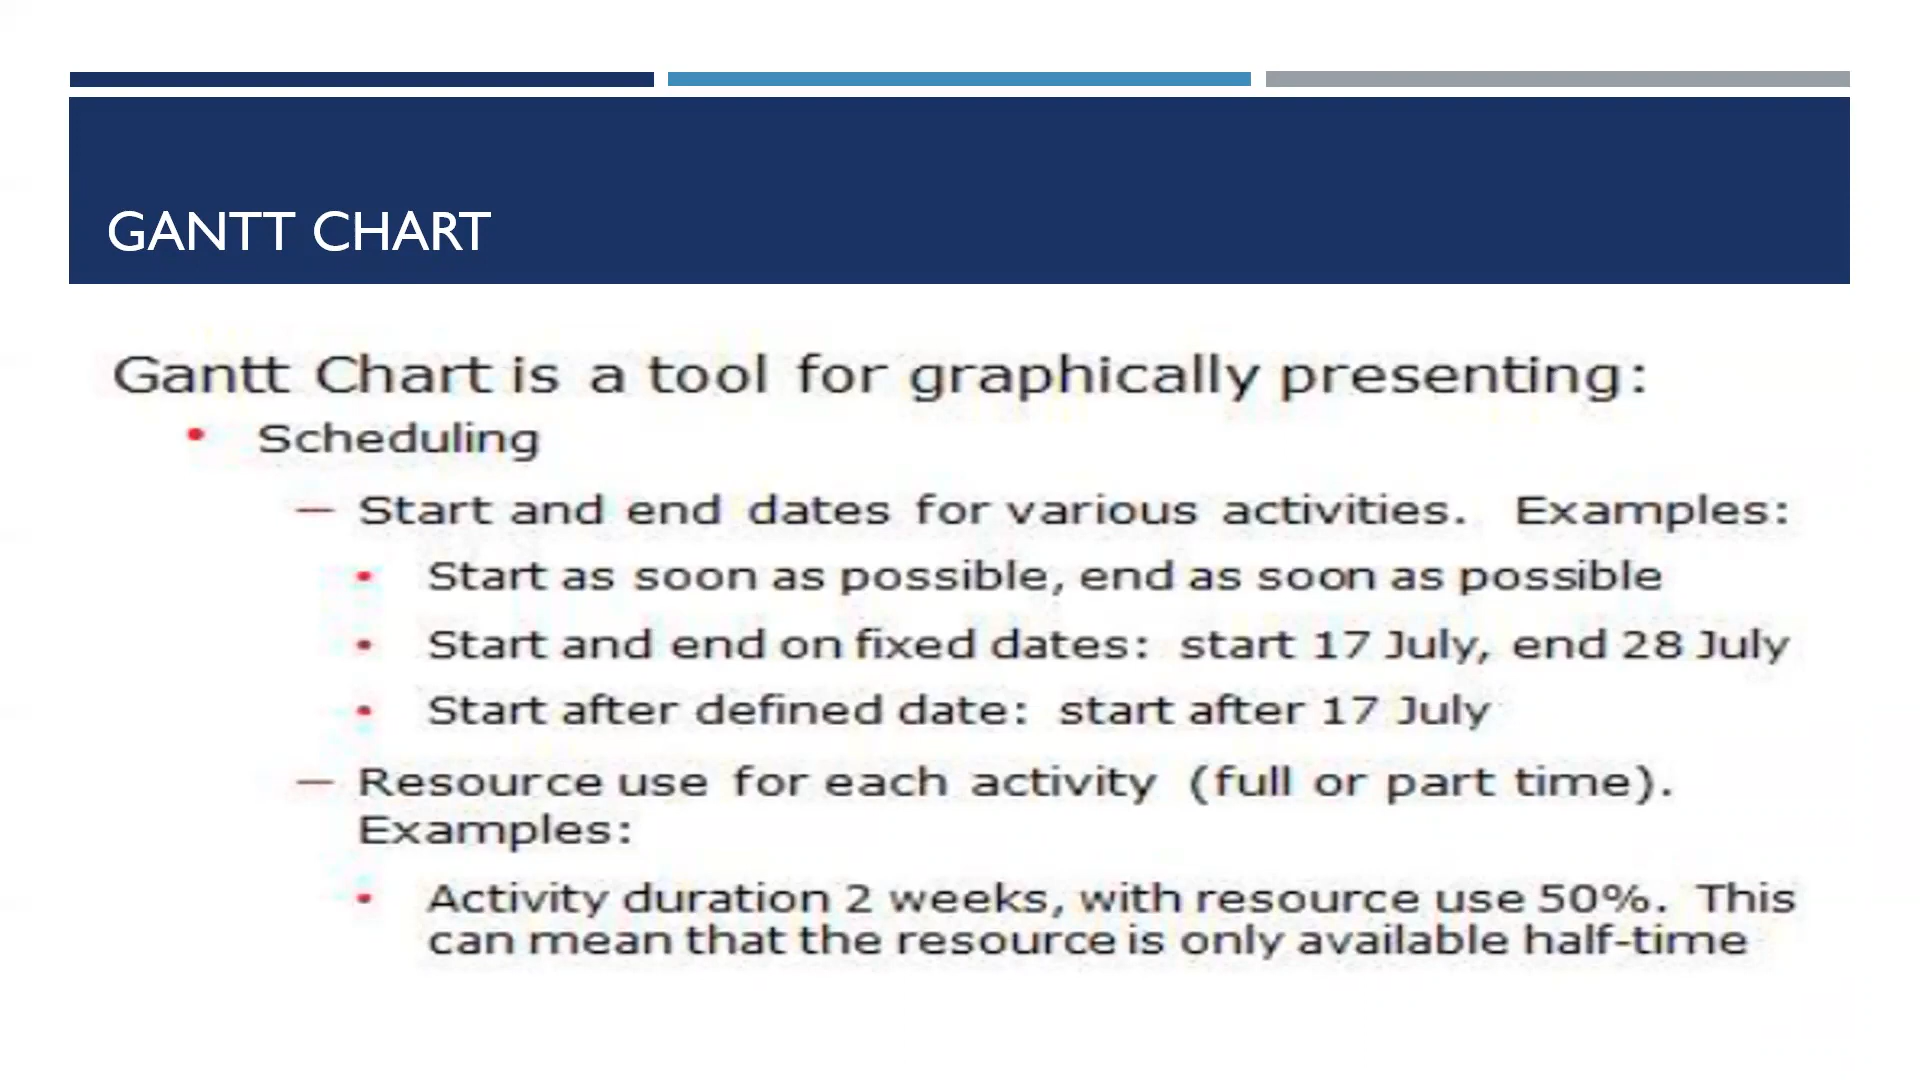 GANTT CHART
Gantt Chart is a tool for graphically presenting:
• Scheduling
– Start and end dates for various activities. Examples:
• Start as soon as possible, end as soon as possible
• Start and end on fixed dates: start 17 July, end 28 July
• Start after defined date: start after 17 July
– Resource use for each activity (full or part time).
Examples:
• Activity duration 2 weeks, with resource use 50%. This
can mean that the resource is only available half-time